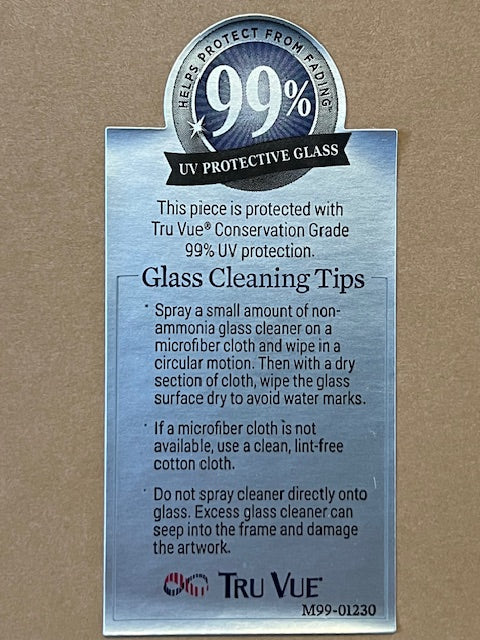 HELPS PROTECT FROM FADING™
99%
UV PROTECTIVE GLASS
This piece is protected with
Tru Vue® Conservation Grade
99% UV protection.
Glass Cleaning Tips
· Spray a small amount of non-
ammonia glass cleaner on a
microfiber cloth and wipe in a
circular motion. Then with a dry
section of cloth, wipe the glass
surface dry to avoid water marks.
· If a microfiber cloth is not
available, use a clean, lint-free
cotton cloth.
· Do not spray cleaner directly onto
glass. Excess glass cleaner can
seep into the frame and damage
the artwork.
TRU VUE®
M99-01230